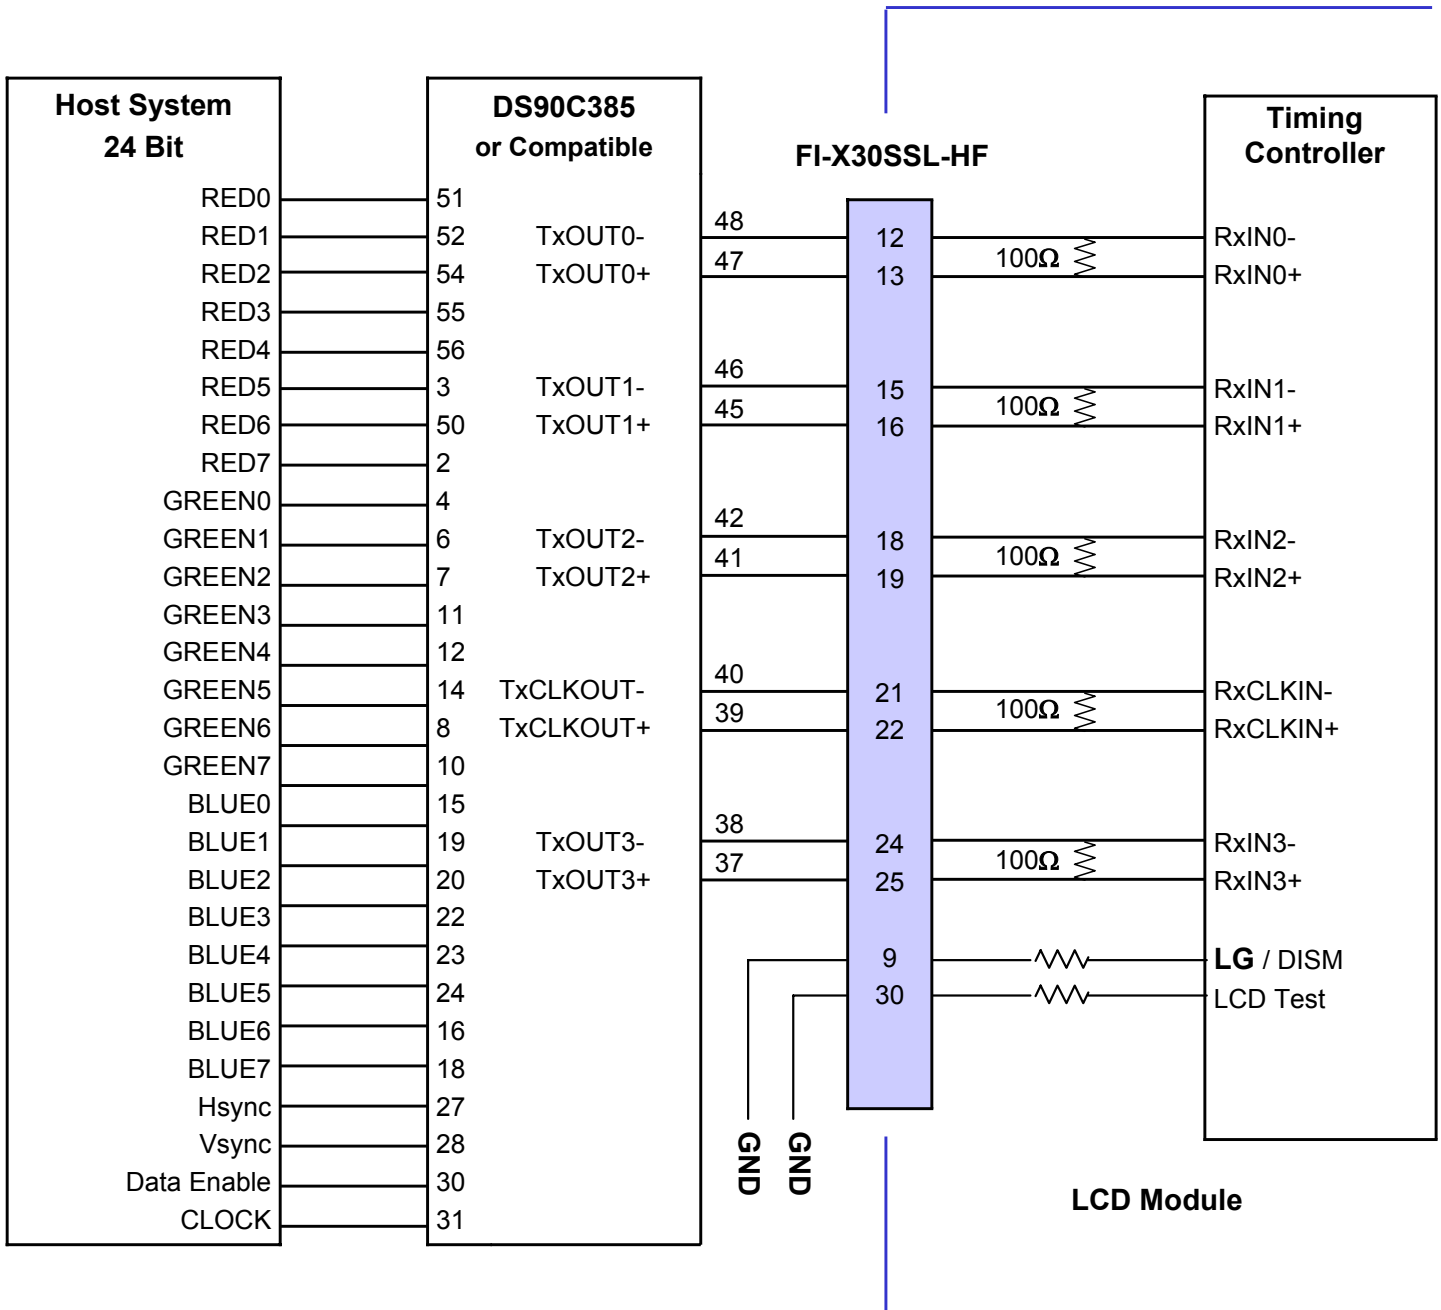 Host System
24 Bit
RED0
RED1
RED2
RED3
RED4
RED5
RED6
RED7
GREEN0
GREEN1
GREEN2
GREEN3
GREEN4
GREEN5
GREEN6
GREEN7
BLUE0
BLUE1
BLUE2
BLUE3
BLUE4
BLUE5
BLUE6
BLUE7
Hsync
Vsync
Data Enable
CLOCK
DS90C385
or Compatible
51
52
54
55
56
3
50
2
4
6
7
11
12
14
8
10
15
19
20
22
23
24
16
18
27
28
30
31
TxOUT0-
TxOUT0+
TxOUT1-
TxOUT1+
TxOUT2-
TxOUT2+
TxCLKOUT-
TxCLKOUT+
TxOUT3-
TxOUT3+
48
47
46
45
42
41
40
39
38
37
GND
GND
FI-X30SSL-HF
12
13
15
16
18
19
21
22
24
25
9
30
100Ω
100Ω
100Ω
100Ω
100Ω
Timing
Controller
RxIN0-
RxIN0+
RxIN1-
RxIN1+
RxIN2-
RxIN2+
RxCLKIN-
RxCLKIN+
RxIN3-
RxIN3+
LG / DISM
LCD Test
LCD Module